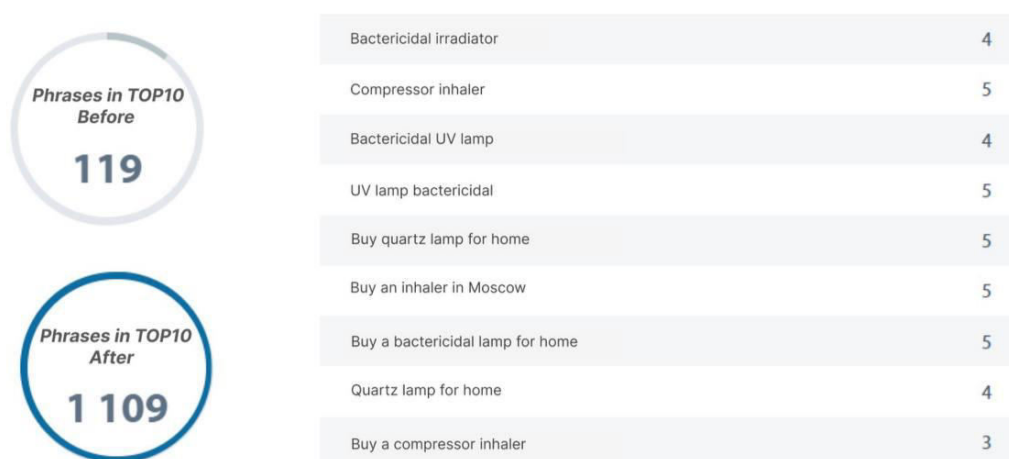 Phrases in TOP10
Before
119
Phrases in TOP10
After
1 109
Bactericidal irradiator 4
Compressor inhaler 5
Bactericidal UV lamp 4
UV lamp bactericidal 5
Buy quartz lamp for home 5
Buy an inhaler in Moscow 5
Buy a bactericidal lamp for home 5
Quartz lamp for home 4
Buy a compressor inhaler 3